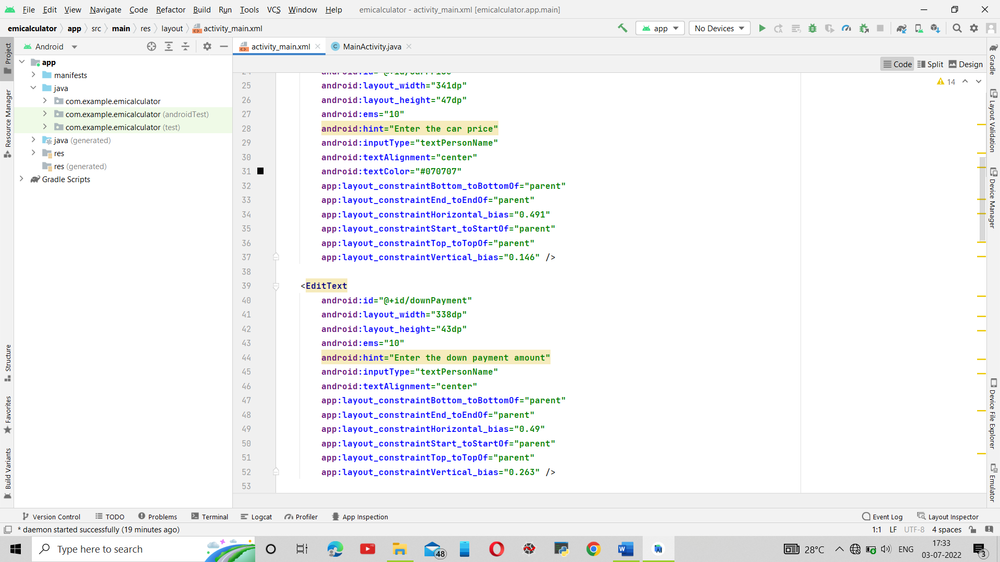 File Edit View Navigate Code Refactor Build Run Tools VCS Window Help emicalculator - activity_main.xml [emicalculator.app.main]
emicalculator app src main res layout activity_main.xml app No Devices
Project
Android
activity_main.xml MainActivity.java
Code Split Design
app
manifests
java
com.example.emicalculator
com.example.emicalculator (androidTest)
com.example.emicalculator (test)
java (generated)
res
res (generated)
Gradle Scripts
Resource Manager
Structure
Favorites
Build Variants
14
25 android:layout_width="341dp"
26 android:layout_height="47dp"
27 android:ems="10"
28 android:hint="Enter the car price"
29 android:inputType="textPersonName"
30 android:textAlignment="center"
31 android:textColor="#070707"
32 app:layout_constraintBottom_toBottomOf="parent"
33 app:layout_constraintEnd_toEndOf="parent"
34 app:layout_constraintHorizontal_bias="0.491"
35 app:layout_constraintStart_toStartOf="parent"
36 app:layout_constraintTop_toTopOf="parent"
37 app:layout_constraintVertical_bias="0.146" />
38
39 <EditText
40 android:id="@+id/downPayment"
41 android:layout_width="338dp"
42 android:layout_height="43dp"
43 android:ems="10"
44 android:hint="Enter the down payment amount"
45 android:inputType="textPersonName"
46 android:textAlignment="center"
47 app:layout_constraintBottom_toBottomOf="parent"
48 app:layout_constraintEnd_toEndOf="parent"
49 app:layout_constraintHorizontal_bias="0.49"
50 app:layout_constraintStart_toStartOf="parent"
51 app:layout_constraintTop_toTopOf="parent"
52 app:layout_constraintVertical_bias="0.263" />
53
Gradle
Layout Validation
Device Manager
Device File Explorer
Emulator
Version Control TODO Problems Terminal Logcat Profiler App Inspection Event Log Layout Inspector
* daemon started successfully (19 minutes ago) 1:1 LF UTF-8 4 spaces
Type here to search 48 28°C ENG 17:33
03-07-2022 3